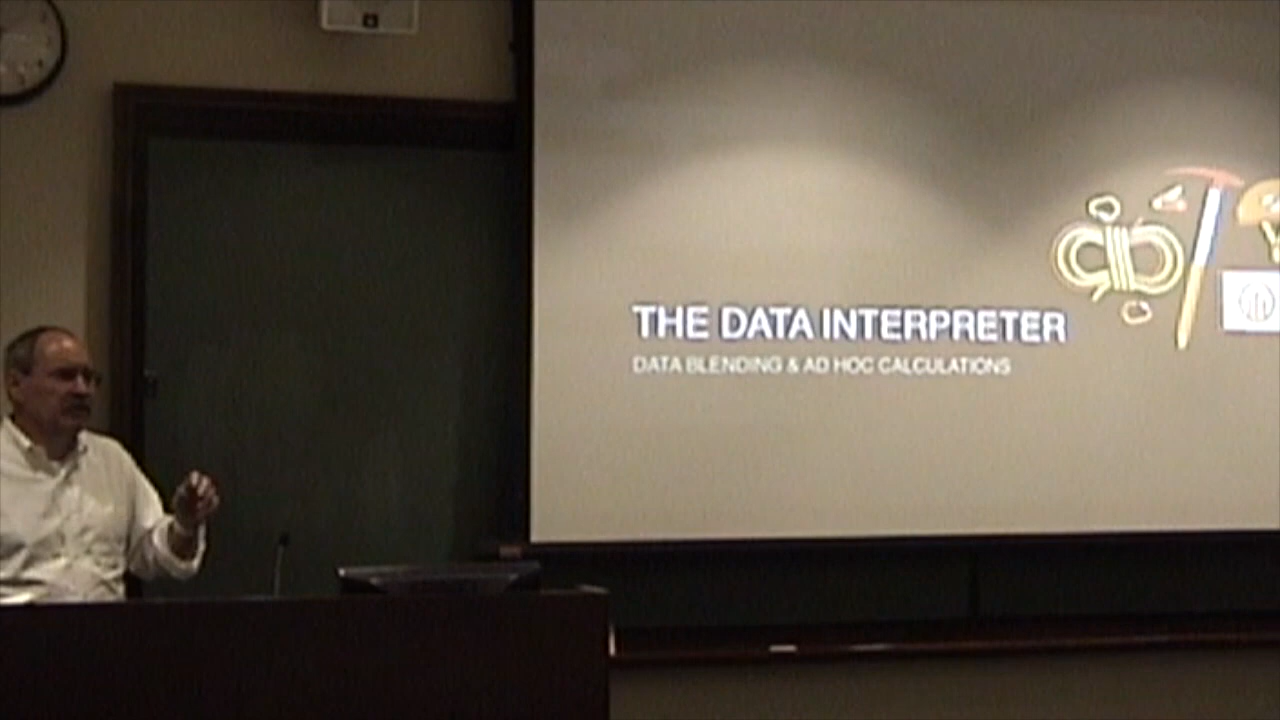 THE DATA INTERPRETER
DATA BLENDING & AD HOC CALCULATIONS